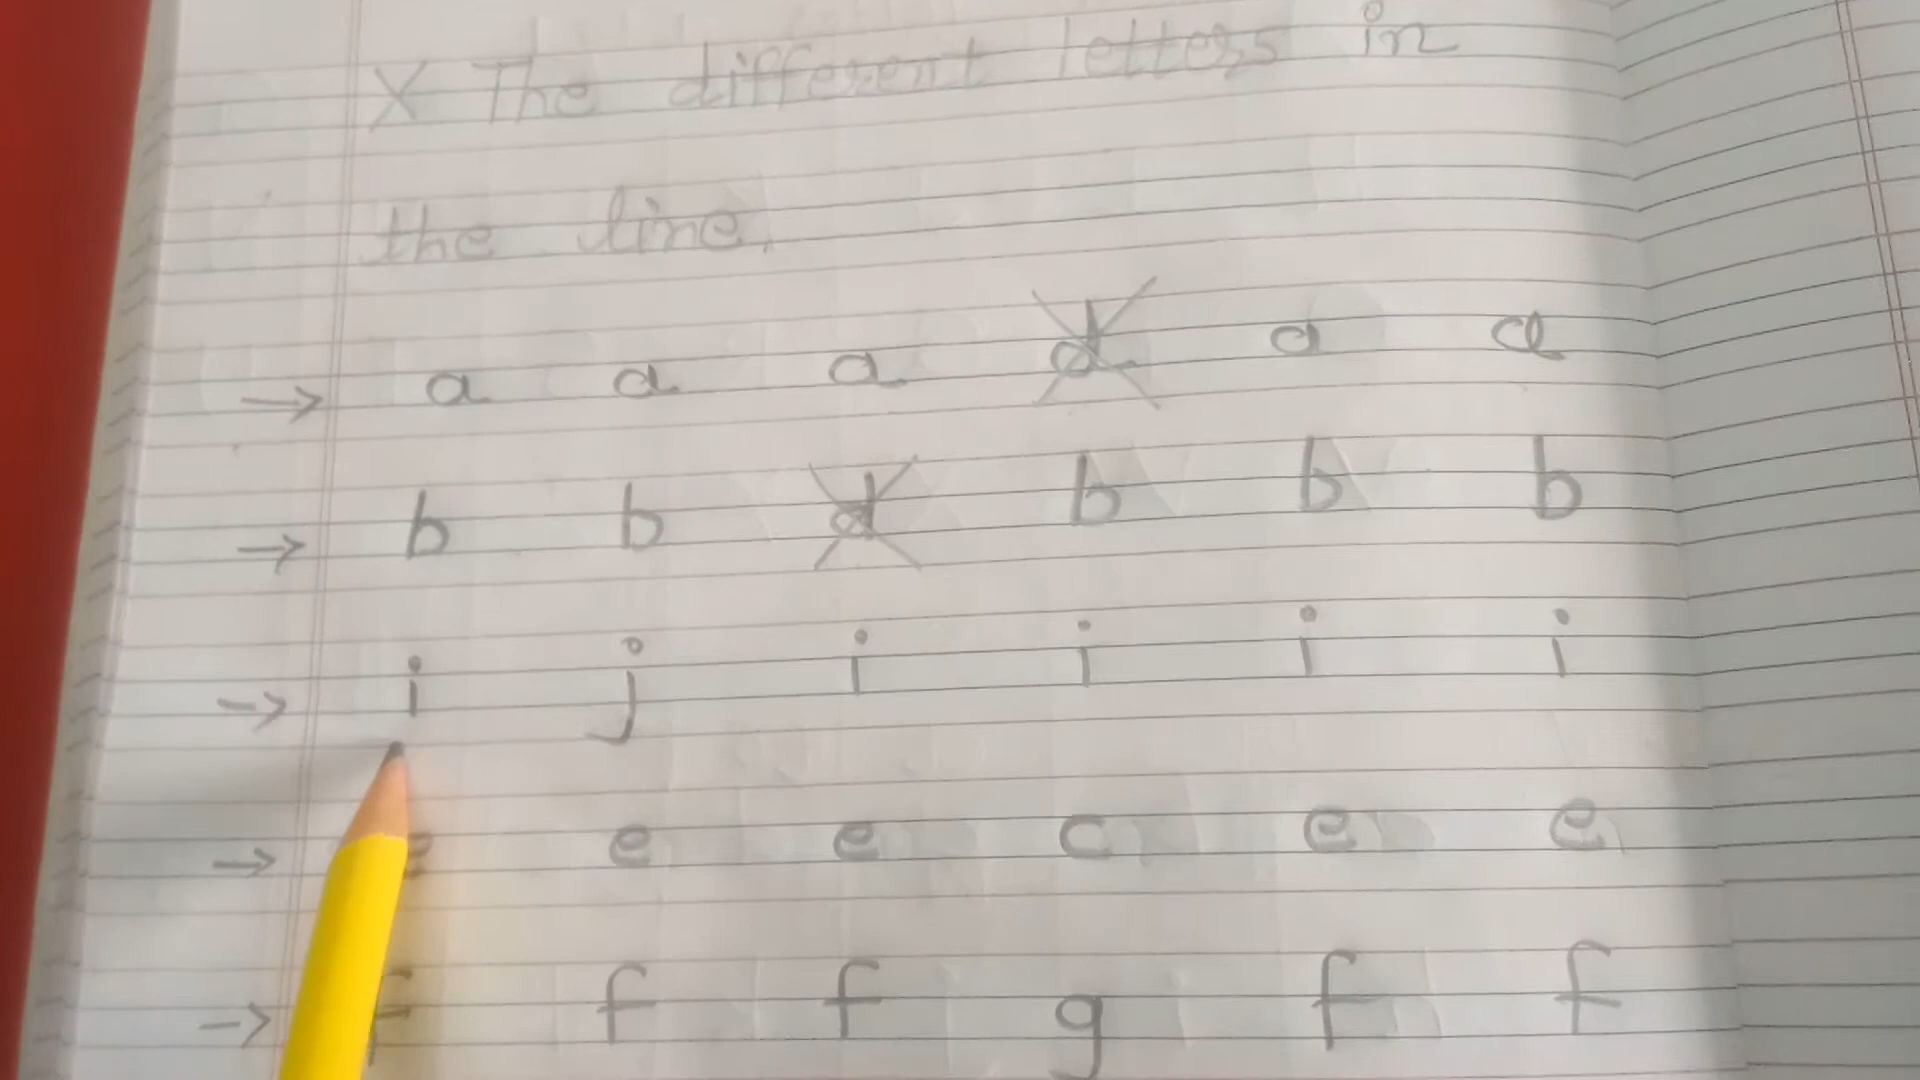 X The different letters in
the line.
→ a a a d a a
→ b b d b b b
→ i j i i i i
→ e e e c e e
→ f f f g f f